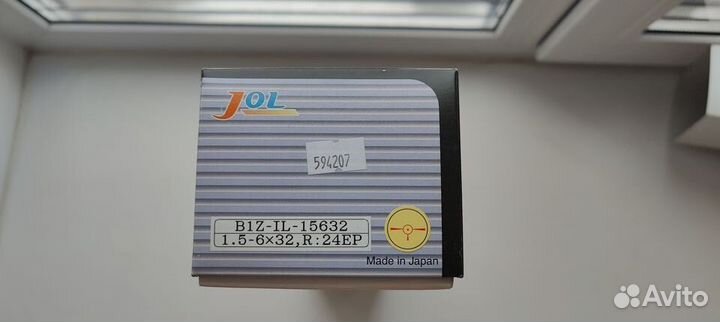 JOL
594207
B1Z-IL-15632
1.5-6×32,R:24EP
Made in Japan
Avito